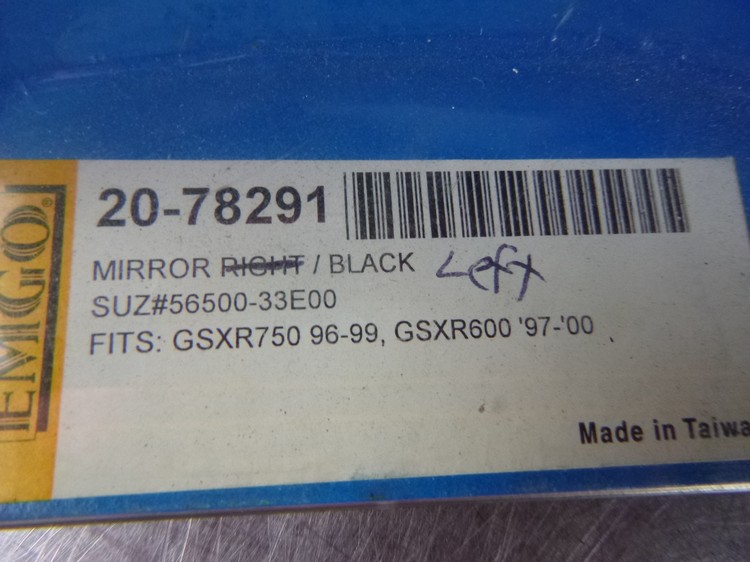 EMGO®
20-78291
MIRROR RIGHT / BLACK Left
SUZ#56500-33E00
FITS: GSXR750 96-99, GSXR600 '97-'00
Made in Taiwa